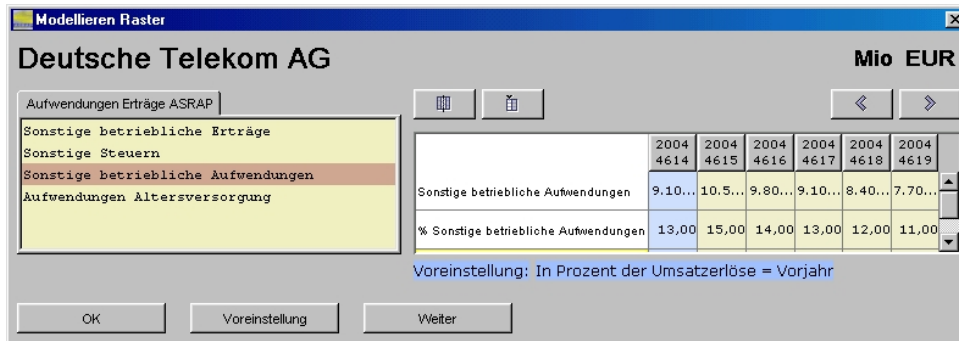 Modellieren Raster
Deutsche Telekom AG
Mio EUR
Aufwendungen Erträge ASRAP
Sonstige betriebliche Erträge
Sonstige Steuern
Sonstige betriebliche Aufwendungen
Aufwendungen Altersversorgung
2004 2004 2004 2004 2004 2004
4614 4615 4616 4617 4618 4619
Sonstige betriebliche Aufwendungen 9.10... 10.5... 9.80... 9.10... 8.40... 7.70...
% Sonstige betriebliche Aufwendungen 13,00 15,00 14,00 13,00 12,00 11,00
Voreinstellung: In Prozent der Umsatzerlöse = Vorjahr
OK Voreinstellung Weiter